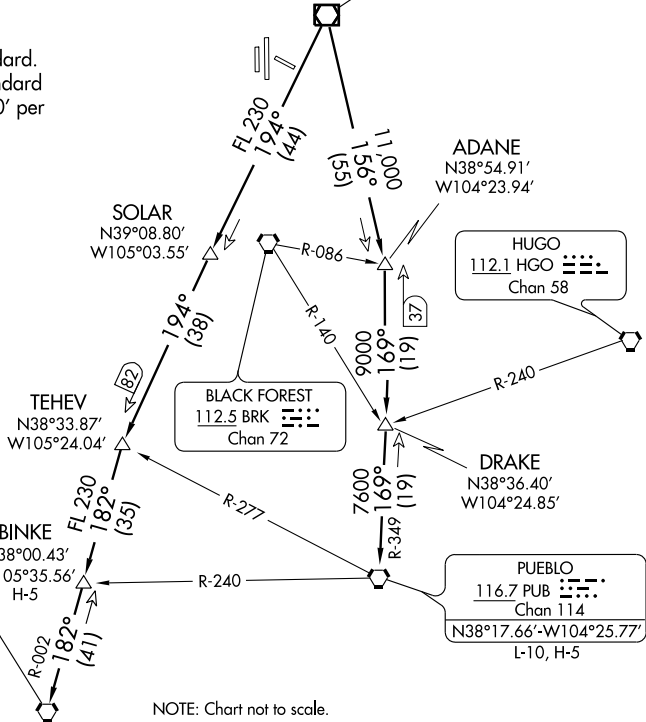 dard.
ndard
0' per
FL 230
194°
(44)
11,000
156°
(55)
ADANE
N38°54.91'
W104°23.94'
SOLAR
N39°08.80'
W105°03.55'
HUGO
112.1 HGO
Chan 58
R-086
37
R-140
9000
169°
(19)
194°
(38)
R-240
82
BLACK FOREST
112.5 BRK
Chan 72
TEHEV
N38°33.87'
W105°24.04'
DRAKE
N38°36.40'
W104°24.85'
7600
169°
(19)
R-349
FL 230
182°
(35)
R-277
BINKE
38°00.43'
05°35.56'
H-5
R-240
PUEBLO
116.7 PUB
Chan 114
N38°17.66'-W104°25.77'
L-10, H-5
R-002
182°
(41)
NOTE: Chart not to scale.